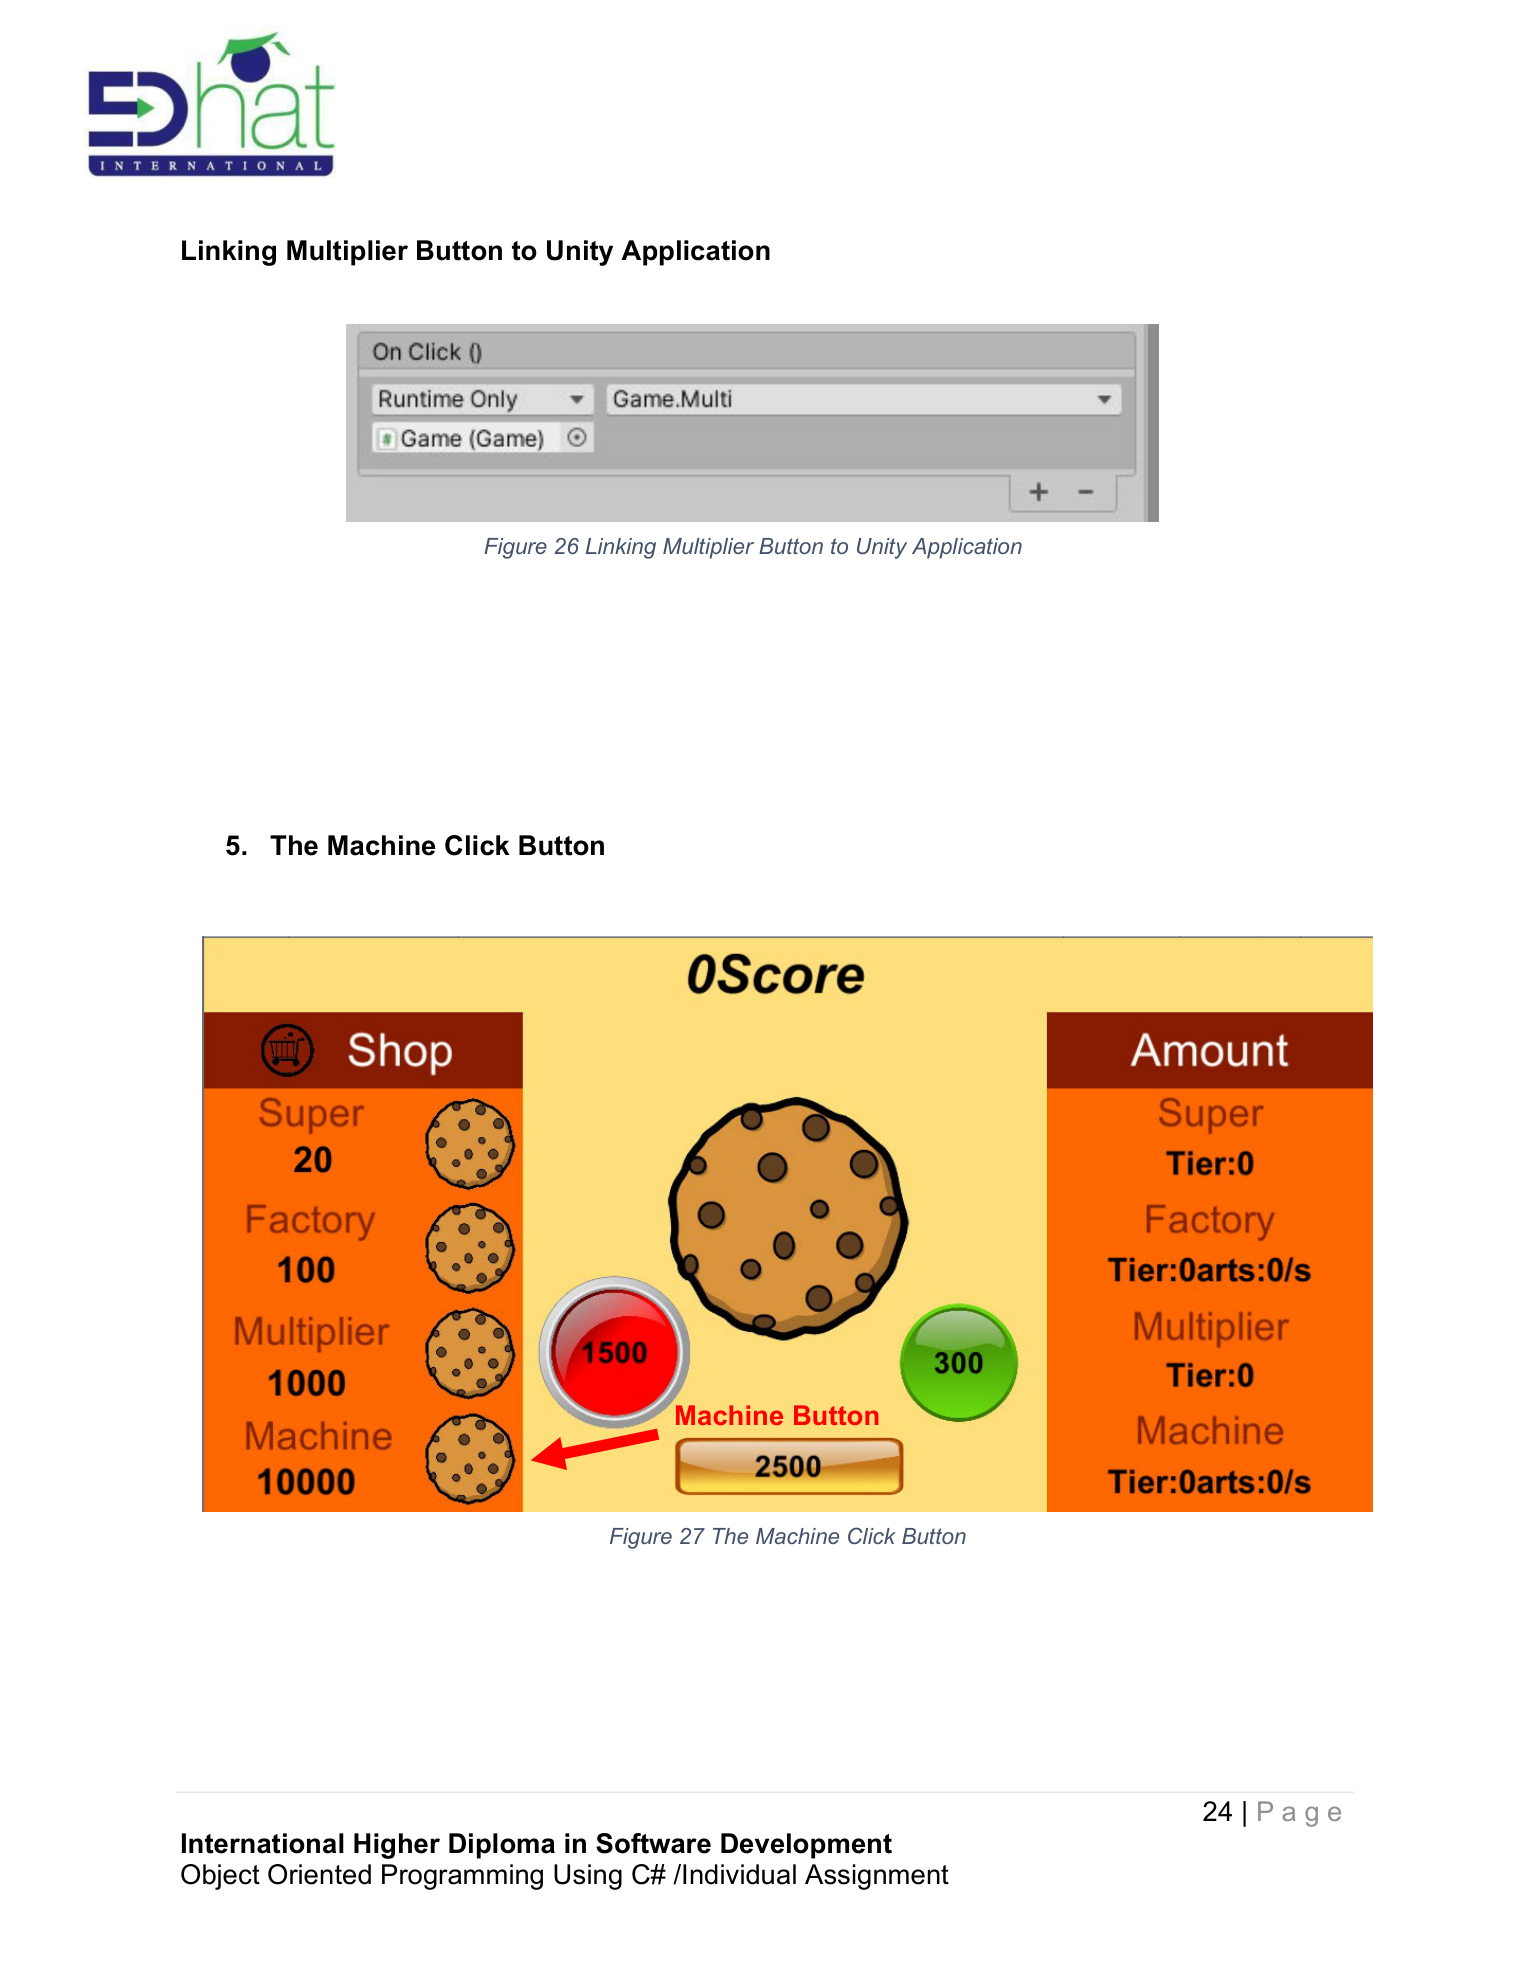 EDhat
INTERNATIONAL
Linking Multiplier Button to Unity Application
On Click ()
Runtime Only
Game.Multi
# Game (Game)
+ -
Figure 26 Linking Multiplier Button to Unity Application
5. The Machine Click Button
0Score
Shop
Super
20
Factory
100
Multiplier
1000
Machine
10000
1500
300
Machine Button
2500
Amount
Super
Tier:0
Factory
Tier:0arts:0/s
Multiplier
Tier:0
Machine
Tier:0arts:0/s
Figure 27 The Machine Click Button
24 | Page
International Higher Diploma in Software Development
Object Oriented Programming Using C# /Individual Assignment